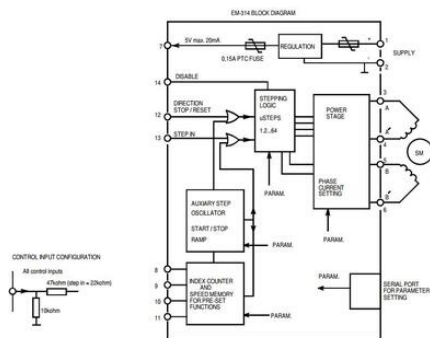 EM-314 BLOCK DIAGRAM
7
5V max. 20mA
0,15A PTC FUSE
REGULATION
+
1
SUPPLY
-
2
14
DISABLE
12
DIRECTION
STOP / RESET
13
STEP IN
STEPPING
LOGIC
uSTEPS
1.2...64
PARAM.
POWER
STAGE
PHASE
CURRENT
SETTING
PARAM.
3
A
A'
4
5
B
B'
6
SM
AUXIARY STEP
OSCILLATOR
START / STOP
RAMP
PARAM.
8
9
10
11
INDEX COUNTER
AND
SPEED MEMORY
FOR PRE-SET
FUNCTIONS
PARAM.
PARAM.
SERIAL PORT
FOR PARAMETER
SETTING
CONTROL INPUT CONFIGURATION
All control inputs
47kohm (step in = 22kohm)
10kohm